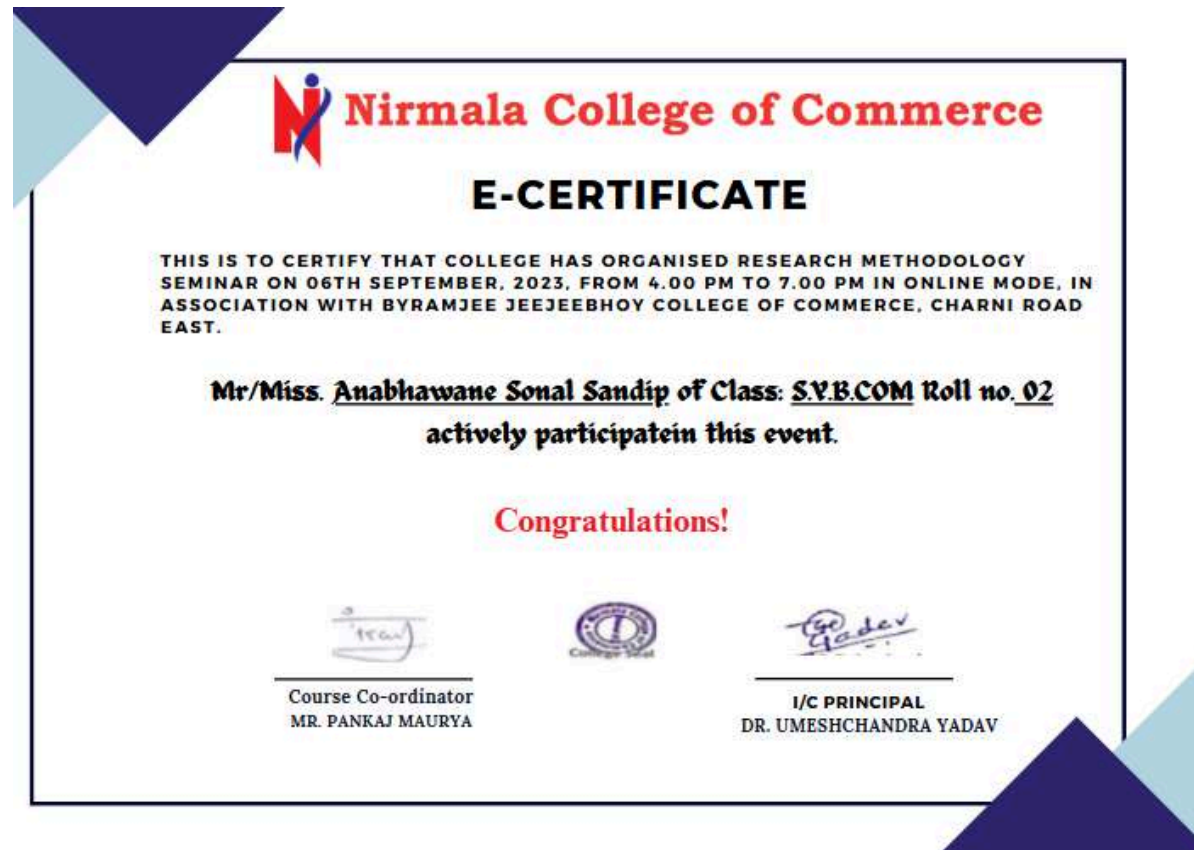 Nirmala College of Commerce
E-CERTIFICATE
THIS IS TO CERTIFY THAT COLLEGE HAS ORGANISED RESEARCH METHODOLOGY
SEMINAR ON 06TH SEPTEMBER, 2023, FROM 4.00 PM TO 7.00 PM IN ONLINE MODE, IN
ASSOCIATION WITH BYRAMJEE JEEJEEBHOY COLLEGE OF COMMERCE, CHARNI ROAD
EAST.
Mr/Miss. Anabhawane Sonal Sandip of Class: S.Y.B.COM Roll no. 02
actively participatein this event.
Congratulations!
College Seal
Yadav
Course Co-ordinator
MR. PANKAJ MAURYA
I/C PRINCIPAL
DR. UMESHCHANDRA YADAV